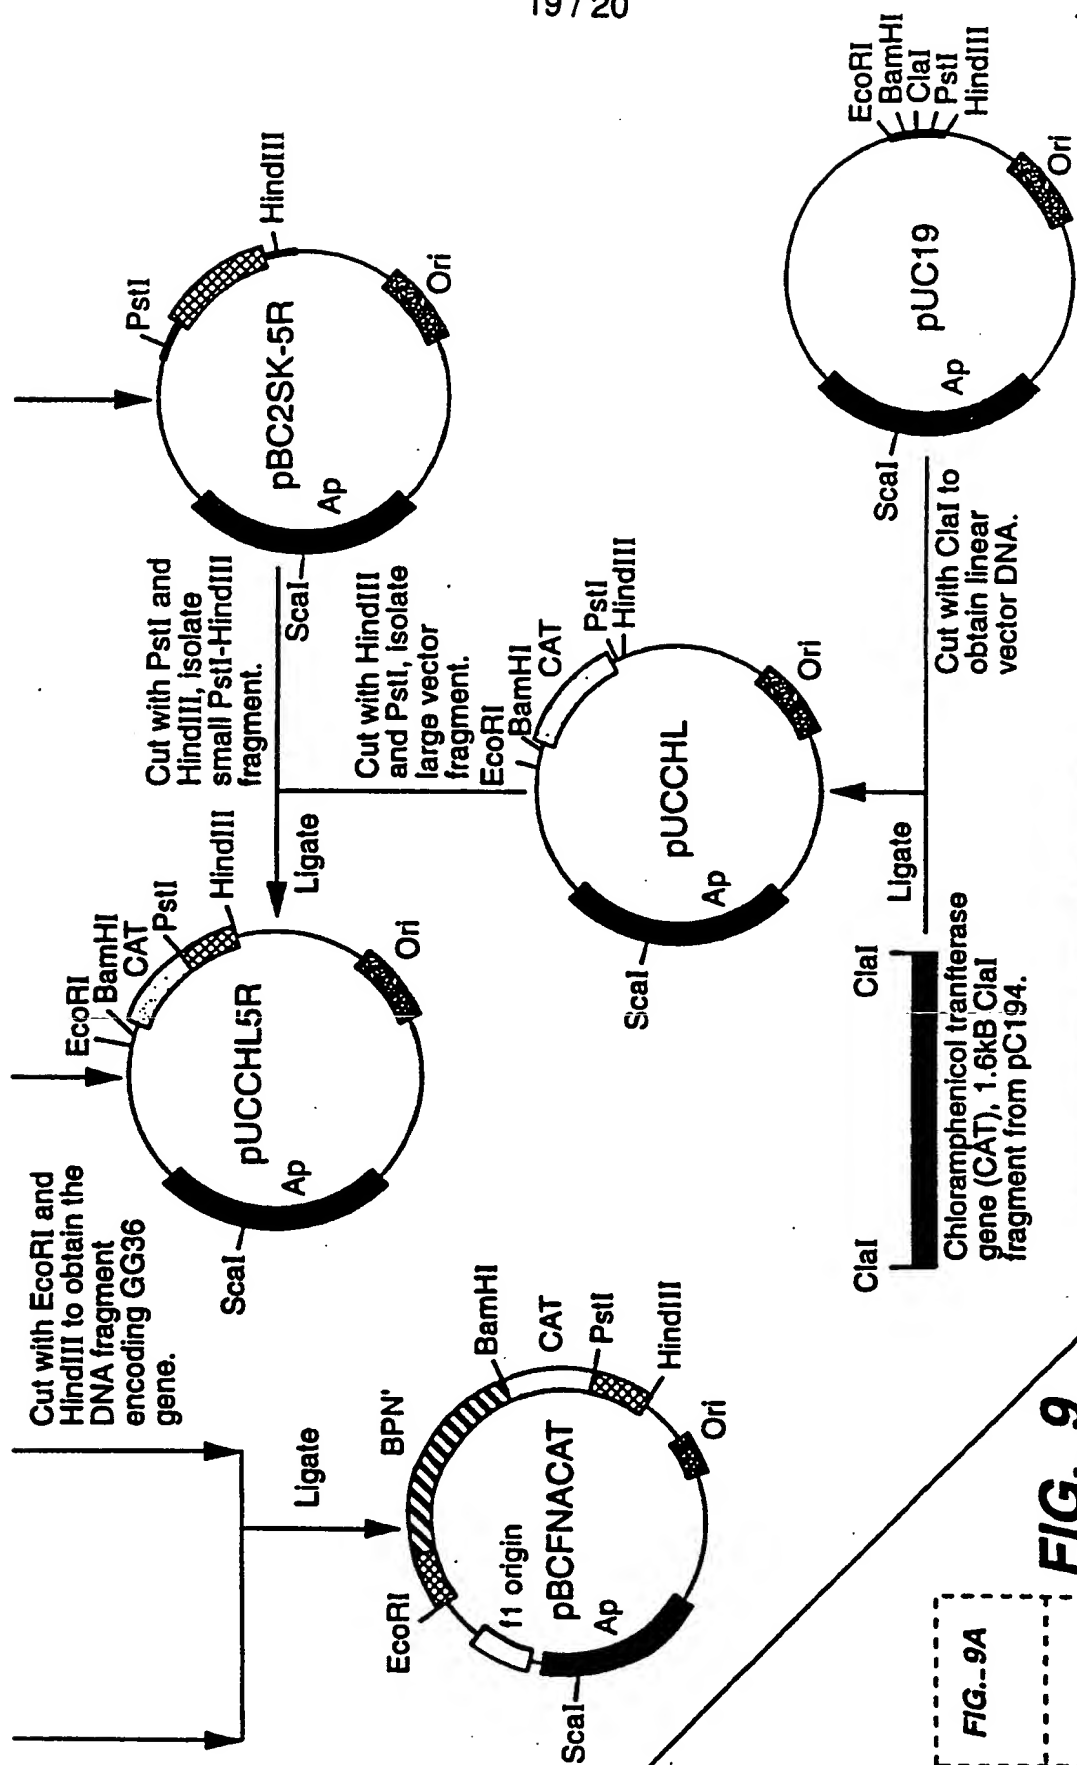 19 / 20
Cut with EcoRI and
HindIII to obtain the
DNA fragment
encoding GG36
gene.
Ligate
EcoRI
BPN'
BamHI
CAT
PstI
HindIII
Ori
f1 origin
pBCFNACAT
Ap
ScaI
EcoRI
BamHI
CAT
PstI
HindIII
Ori
pUCCHL5R
Ap
ScaI
Ligate
Cut with PstI and
HindIII, isolate
small PstI-HindIII
fragment.
PstI
HindIII
Ori
pBC2SK-5R
Ap
ScaI
Cut with HindIII
and PstI, isolate
large vector
fragment.
EcoRI
BamHI
CAT
PstI
HindIII
Ori
pUCCHL
Ap
ScaI
Ligate
ClaI
ClaI
Chloramphenicol tranfterase
gene (CAT), 1.6kB ClaI
fragment from pC194.
Cut with ClaI to
obtain linear
vector DNA.
EcoRI
BamHI
ClaI
PstI
HindIII
Ori
pUC19
Ap
ScaI
FIG._9A
FIG._9